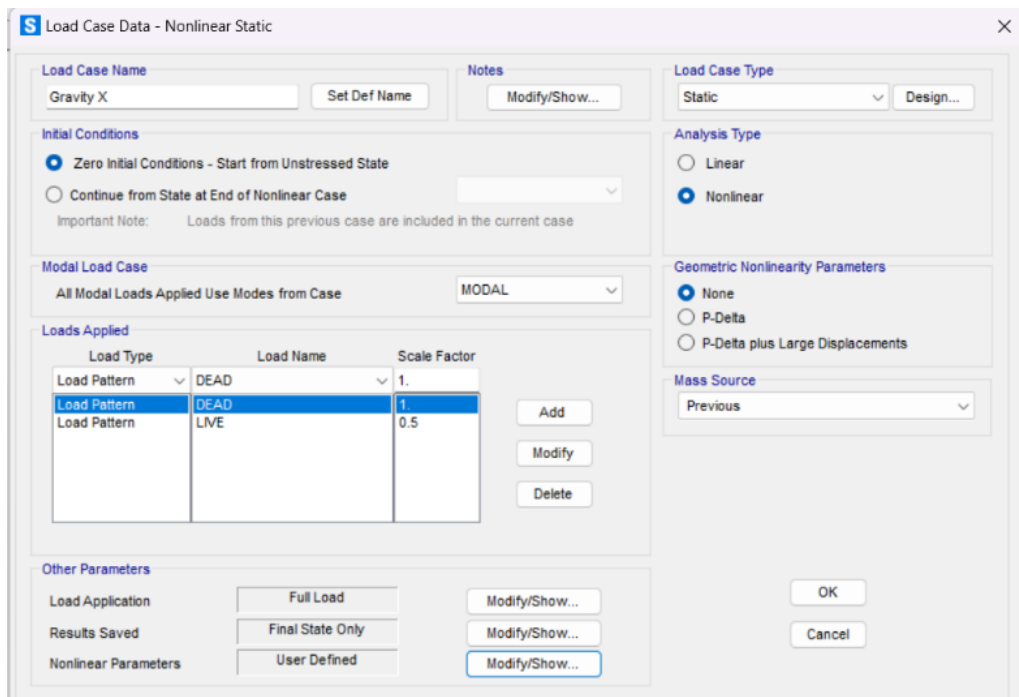 S Load Case Data - Nonlinear Static
Load Case Name
Gravity X
Set Def Name
Notes
Modify/Show...
Load Case Type
Static
Design...
Initial Conditions
Zero Initial Conditions - Start from Unstressed State
Continue from State at End of Nonlinear Case
Important Note: Loads from this previous case are included in the current case
Analysis Type
Linear
Nonlinear
Modal Load Case
All Modal Loads Applied Use Modes from Case
MODAL
Geometric Nonlinearity Parameters
None
P-Delta
P-Delta plus Large Displacements
Loads Applied
Load Type Load Name Scale Factor
Load Pattern DEAD 1.
Load Pattern DEAD 1.
Load Pattern LIVE 0.5
Add
Modify
Delete
Mass Source
Previous
Other Parameters
Load Application Full Load Modify/Show...
Results Saved Final State Only Modify/Show...
Nonlinear Parameters User Defined Modify/Show...
OK
Cancel